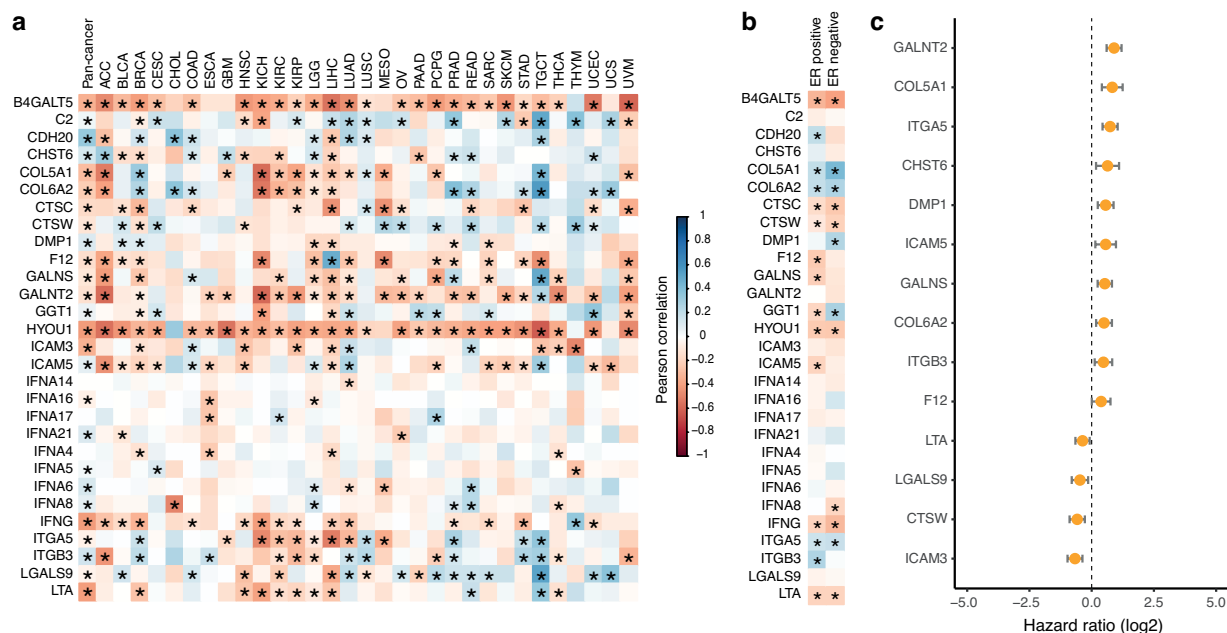 a
Pan-cancer
ACC
BLCA
BRCA
CESC
CHOL
COAD
ESCA
GBM
HNSC
KICH
KIRC
KIRP
LGG
LIHC
LUAD
LUSC
MESO
OV
PAAD
PCPG
PRAD
READ
SARC
SKCM
STAD
TGCT
THCA
THYM
UCEC
UCS
UVM
B4GALT5
C2
CDH20
CHST6
COL5A1
COL6A2
CTSC
CTSW
DMP1
F12
GALNS
GALNT2
GGT1
HYOU1
ICAM3
ICAM5
IFNA14
IFNA16
IFNA17
IFNA21
IFNA4
IFNA5
IFNA6
IFNA8
IFNG
ITGA5
ITGB3
LGALS9
LTA
Pearson correlation
1
0.8
0.6
0.4
0.2
0
−0.2
−0.4
−0.6
−0.8
−1
b
ER positive
ER negative
B4GALT5
C2
CDH20
CHST6
COL5A1
COL6A2
CTSC
CTSW
DMP1
F12
GALNS
GALNT2
GGT1
HYOU1
ICAM3
ICAM5
IFNA14
IFNA16
IFNA17
IFNA21
IFNA4
IFNA5
IFNA6
IFNA8
IFNG
ITGA5
ITGB3
LGALS9
LTA
c
GALNT2
COL5A1
ITGA5
CHST6
DMP1
ICAM5
GALNS
COL6A2
ITGB3
F12
LTA
LGALS9
CTSW
ICAM3
−5.0
−2.5
0.0
2.5
5.0
Hazard ratio (log2)